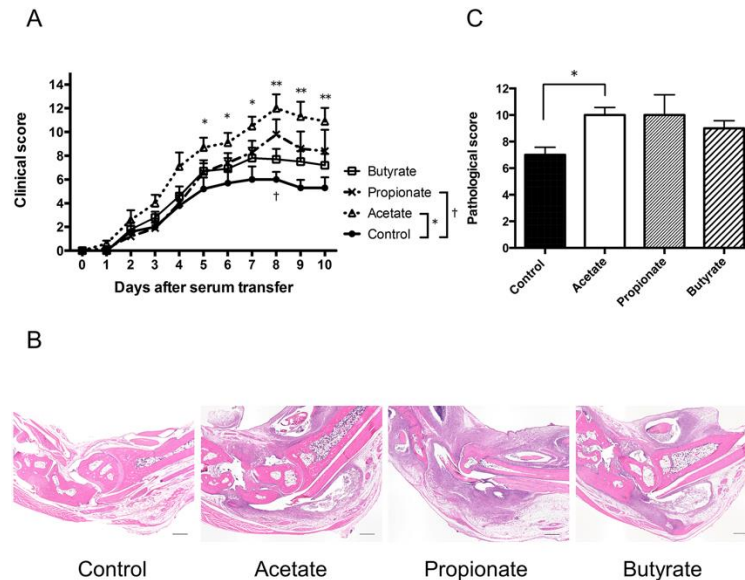 A
Clinical score
14
12
10
8
6
4
2
0
* * * ** ** **
†
0 1 2 3 4 5 6 7 8 9 10
Days after serum transfer
Butyrate
Propionate
Acetate
Control
*
†
C
Pathological score
12
10
8
6
4
2
0
*
Control
Acetate
Propionate
Butyrate
B
Control Acetate Propionate Butyrate